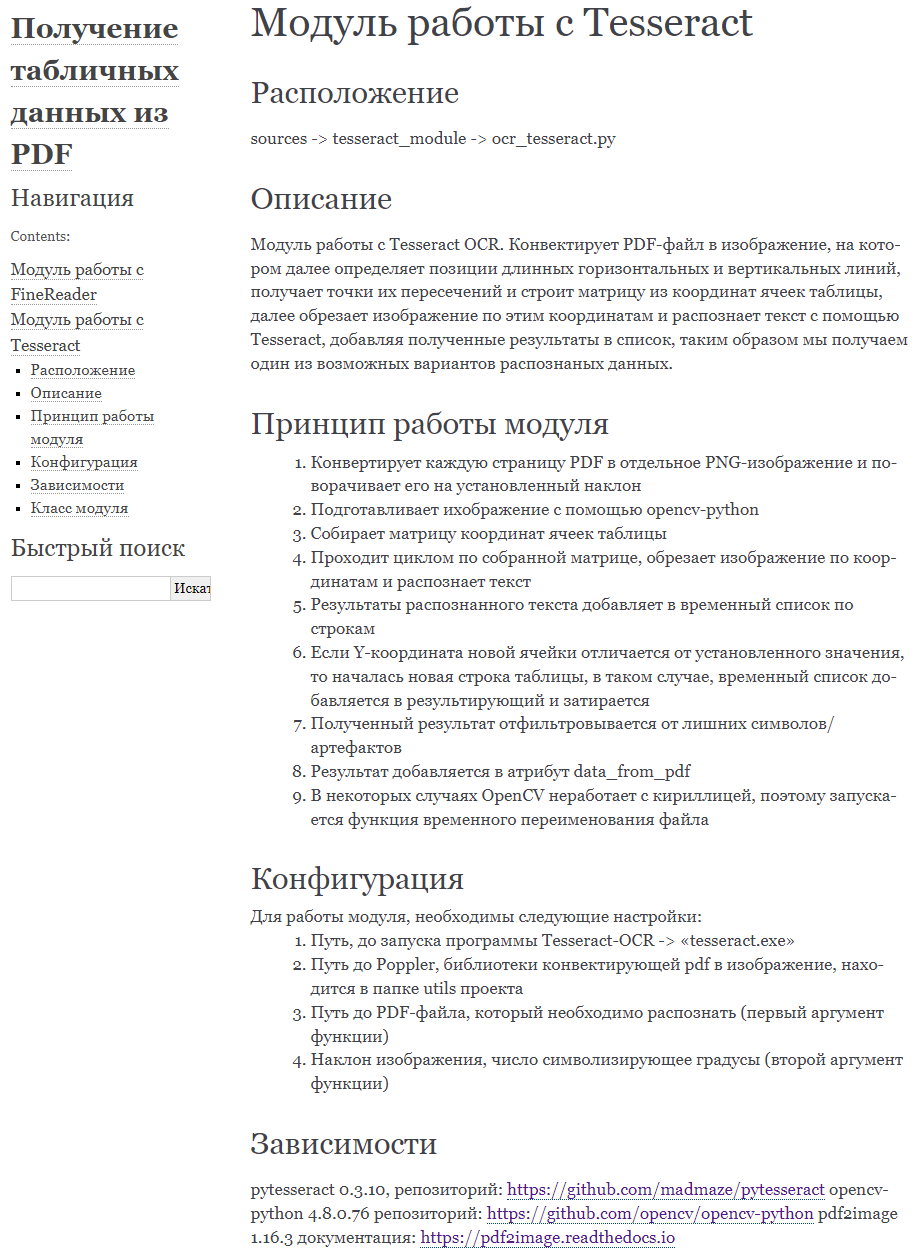 Получение
табличных
данных из
PDF
Навигация
Contents:
Модуль работы с
FineReader
Модуль работы с
Tesseract
Расположение
Описание
Принцип работы
модуля
Конфигурация
Зависимости
Класс модуля
Быстрый поиск
Искат
Модуль работы с Tesseract
Расположение
sources -> tesseract_module -> ocr_tesseract.py
Описание
Модуль работы с Tesseract OCR. Конвектирует PDF-файл в изображение, на кото-
ром далее определяет позиции длинных горизонтальных и вертикальных линий,
получает точки их пересечений и строит матрицу из координат ячеек таблицы,
далее обрезает изображение по этим координатам и распознает текст с помощью
Tesseract, добавляя полученные результаты в список, таким образом мы получаем
один из возможных вариантов распознаных данных.
Принцип работы модуля
1. Конвертирует каждую страницу PDF в отдельное PNG-изображение и по-
ворачивает его на установленный наклон
2. Подготавливает ихображение с помощью opencv-python
3. Собирает матрицу координат ячеек таблицы
4. Проходит циклом по собранной матрице, обрезает изображение по коор-
динатам и распознает текст
5. Результаты распознанного текста добавляет в временный список по
строкам
6. Если Y-координата новой ячейки отличается от установленного значения,
то началась новая строка таблицы, в таком случае, временный список до-
бавляется в результирующий и затирается
7. Полученный результат отфильтровывается от лишних символов/
артефактов
8. Результат добавляется в атрибут data_from_pdf
9. В некоторых случаях OpenCV неработает с кириллицей, поэтому запуска-
ется функция временного переименования файла
Конфигурация
Для работы модуля, необходимы следующие настройки:
1. Путь, до запуска программы Tesseract-OCR -> «tesseract.exe»
2. Путь до Poppler, библиотеки конвектирующей pdf в изображение, нахо-
дится в папке utils проекта
3. Путь до PDF-файла, который необходимо распознать (первый аргумент
функции)
4. Наклон изображения, число символизирующее градусы (второй аргумент
функции)
Зависимости
pytesseract 0.3.10, репозиторий: https://github.com/madmaze/pytesseract opencv-
python 4.8.0.76 репозиторий: https://github.com/opencv/opencv-python pdf2image
1.16.3 документация: https://pdf2image.readthedocs.io